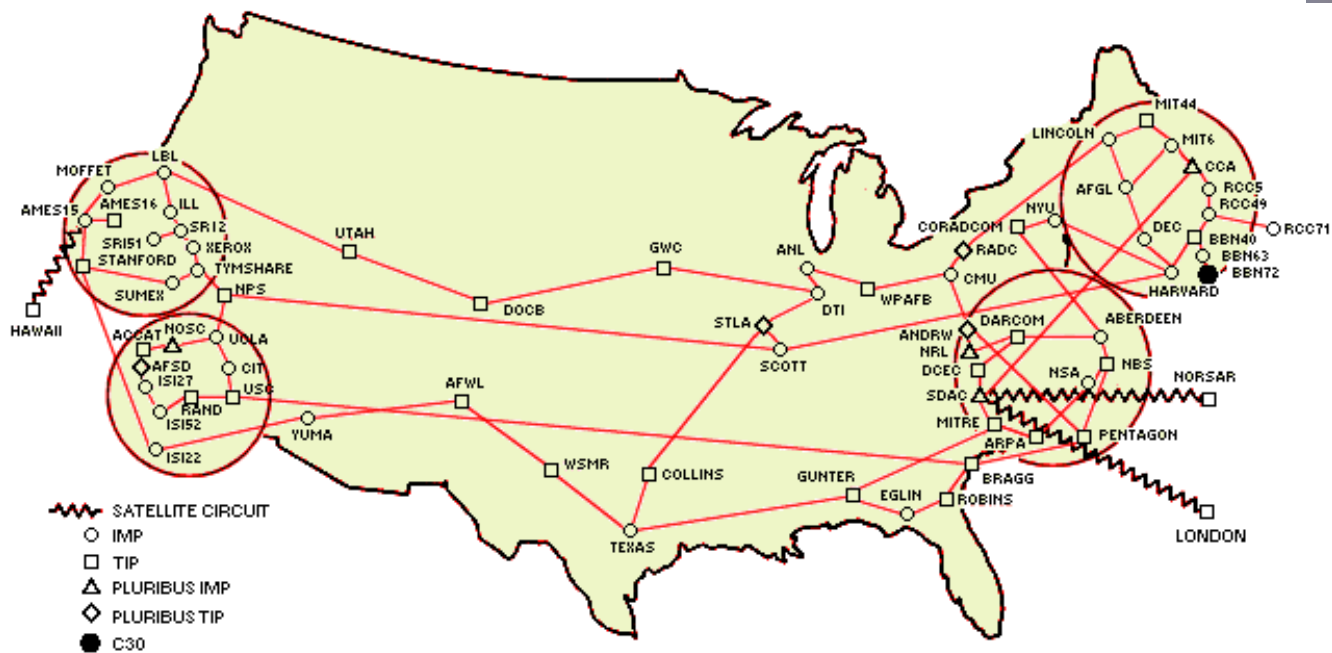 MIT44
LINCOLN
MIT6
CCA
AFGL
RCC5
RCC49
RCC71
DEC
BBN40
BBN63
BBN72
HARYARD
NYU
CORADCOM
RADC
CMU
LBL
MOFFET
AMES16
AMES15
ILL
SRI2
SRI51
XEROX
STANFORD
TYMSHARE
SUMEX
NPS
HAWAII
UTAH
DOCB
GWC
ANL
WPAFB
DTI
STLA
SCOTT
ACCAT
NOSC
UCLA
AFSD
CIT
ISI27
USC
RAND
ISI52
ISI22
YUMA
AFWL
WSMR
COLLINS
TEXAS
GUNTER
EGLIN
ROBINS
BRAGG
ANDRW
DARCOM
ABERDEEN
NRL
DCEC
NSA
NBS
SDAC
NORSAR
MITRE
ARPA
PENTAGON
LONDON
SATELLITE CIRCUIT
IMP
TIP
PLURIBUS IMP
PLURIBUS TIP
C30